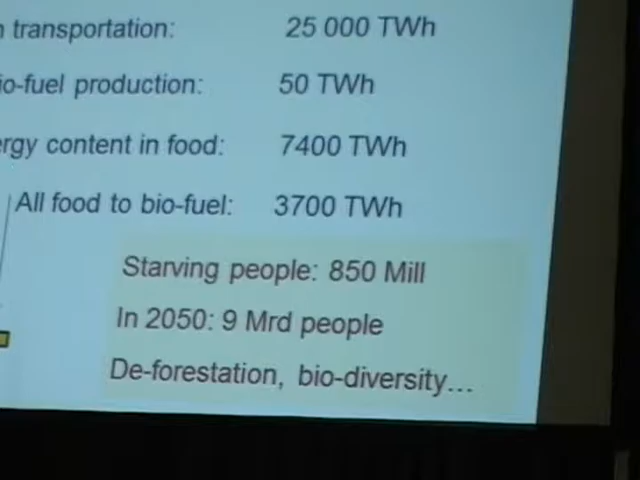 transportation: 25 000 TWh
io-fuel production: 50 TWh
rgy content in food: 7400 TWh
All food to bio-fuel: 3700 TWh
Starving people: 850 Mill
In 2050: 9 Mrd people
De-forestation, bio-diversity...